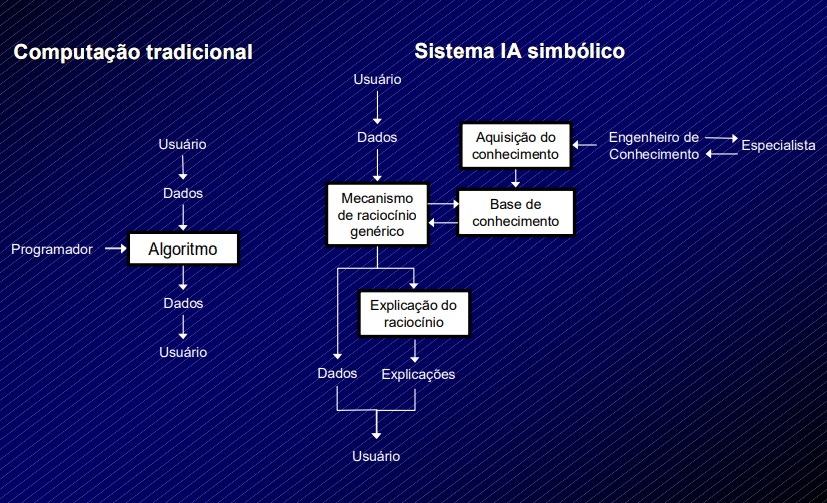 Computação tradicional
Usuário
Dados
Programador
Algoritmo
Dados
Usuário
Sistema IA simbólico
Usuário
Dados
Aquisição do
conhecimento
Engenheiro de
Conhecimento
Especialista
Mecanismo
de raciocínio
genérico
Base de
conhecimento
Explicação do
raciocínio
Dados
Explicações
Usuário